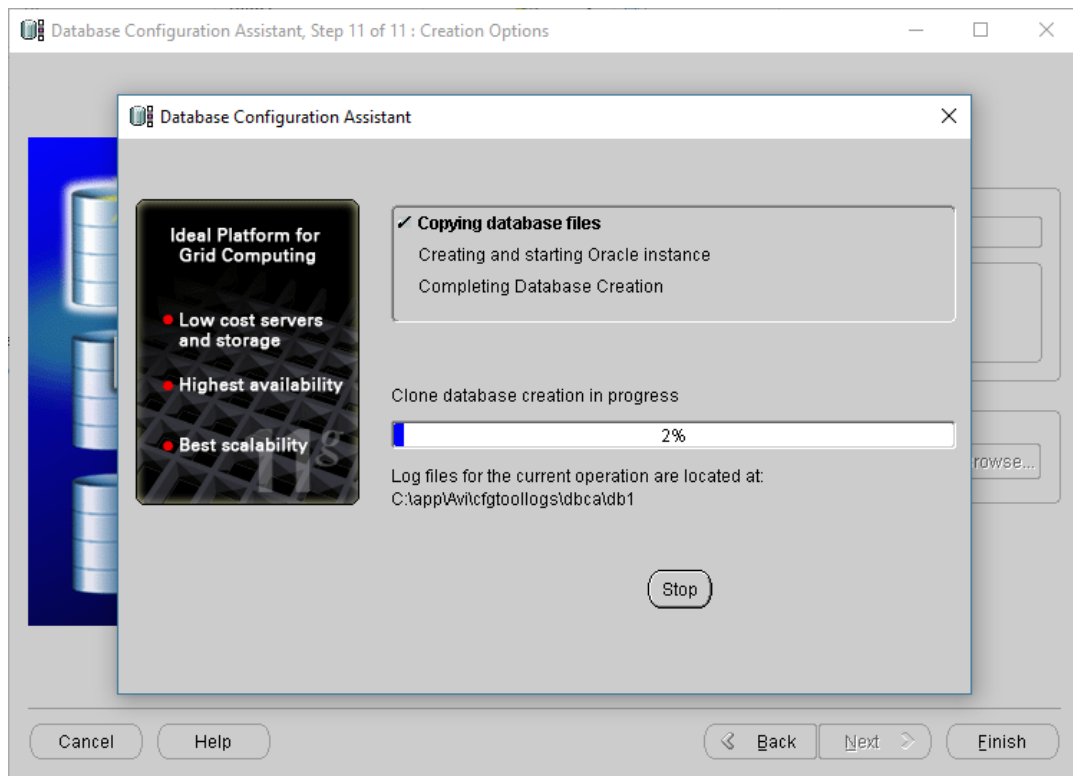 Database Configuration Assistant, Step 11 of 11 : Creation Options
Database Configuration Assistant
Ideal Platform for
Grid Computing
Low cost servers
and storage
Highest availability
Best scalability
11g
✓ Copying database files
Creating and starting Oracle instance
Completing Database Creation
Clone database creation in progress
2%
Log files for the current operation are located at:
C:\app\Avi\cfgtoollogs\dbca\db1
Stop
rowse...
Cancel
Help
Back
Next
Finish